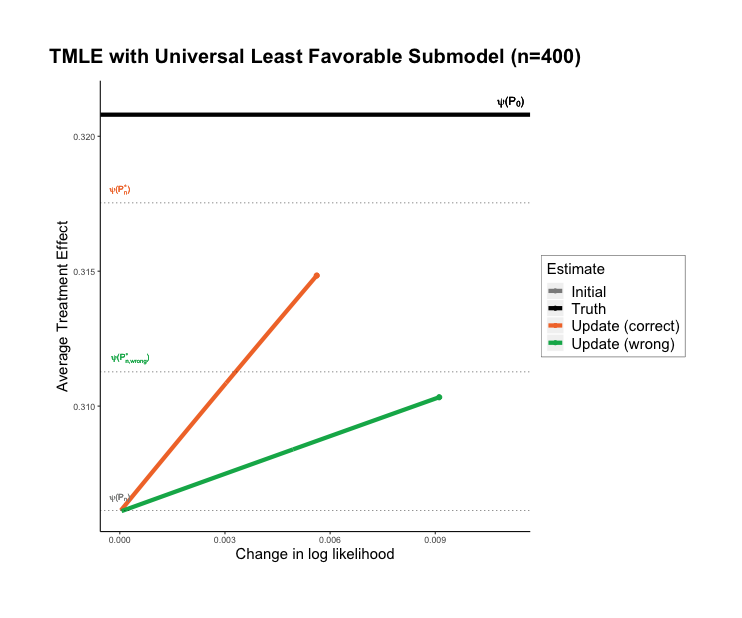 TMLE with Universal Least Favorable Submodel (n=400)
ψ(P₀)
0.320
ψ(Pₙ*)
0.315
ψ(P*ₙ,wrong)
0.310
ψ(Pₙ)
0.000
0.003
0.006
0.009
Change in log likelihood
Average Treatment Effect
Estimate
Initial
Truth
Update (correct)
Update (wrong)